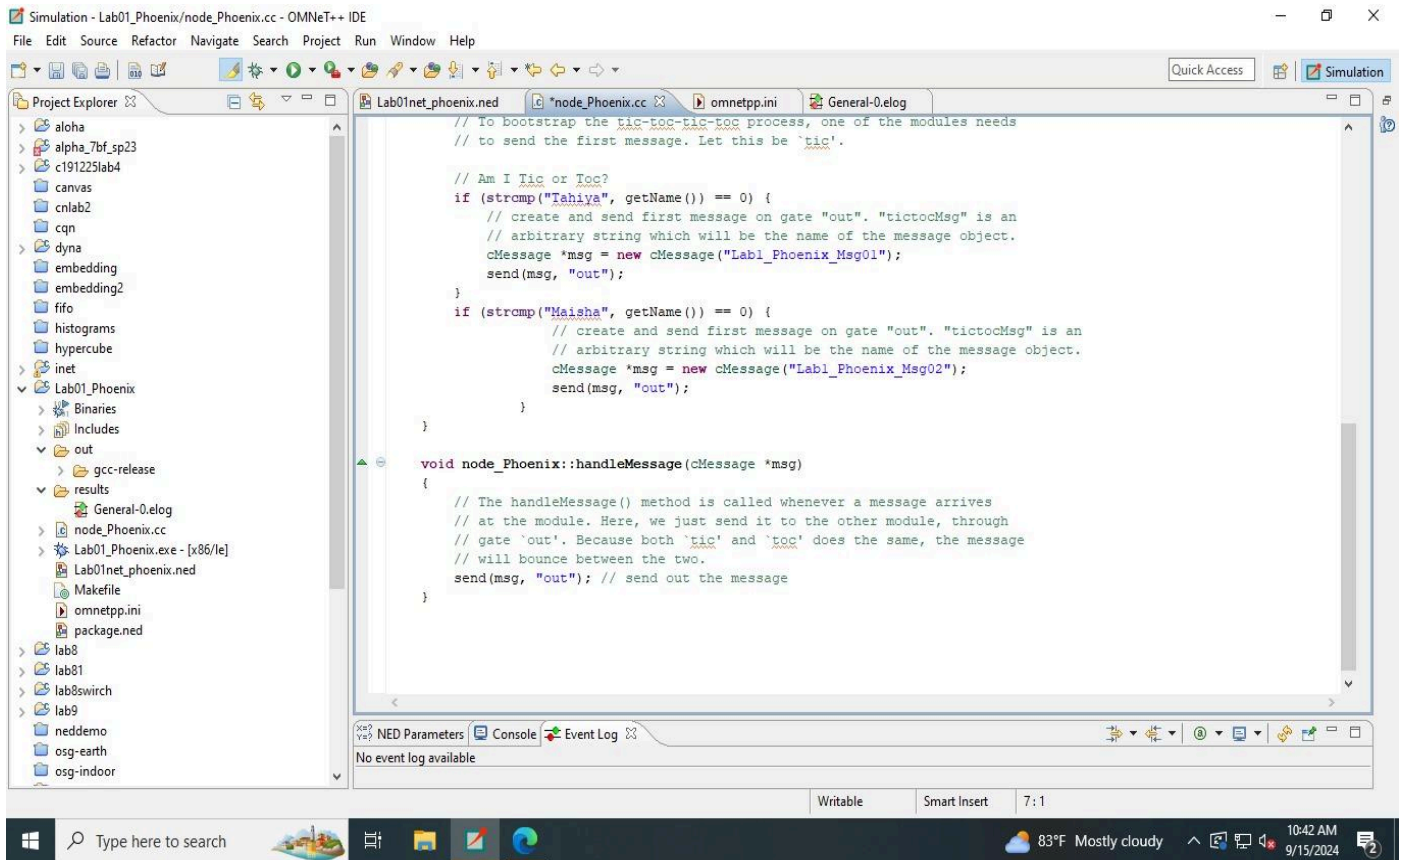 Simulation - Lab01_Phoenix/node_Phoenix.cc - OMNeT++ IDE
File Edit Source Refactor Navigate Search Project Run Window Help
Quick Access
Simulation
Project Explorer
aloha
alpha_7bf_sp23
c191225lab4
canvas
cnlab2
cqn
dyna
embedding
embedding2
fifo
histograms
hypercube
inet
Lab01_Phoenix
Binaries
Includes
out
gcc-release
results
General-0.elog
node_Phoenix.cc
Lab01_Phoenix.exe - [x86/le]
Lab01net_phoenix.ned
Makefile
omnetpp.ini
package.ned
lab8
lab81
lab8swirch
lab9
neddemo
osg-earth
osg-indoor
Lab01net_phoenix.ned *node_Phoenix.cc omnetpp.ini General-0.elog
// To bootstrap the tic-toc-tic-toc process, one of the modules needs
// to send the first message. Let this be `tic'.
// Am I Tic or Toc?
if (strcmp("Tahiya", getName()) == 0) {
// create and send first message on gate "out". "tictocMsg" is an
// arbitrary string which will be the name of the message object.
cMessage *msg = new cMessage("Lab1_Phoenix_Msg01");
send(msg, "out");
}
if (strcmp("Maisha", getName()) == 0) {
// create and send first message on gate "out". "tictocMsg" is an
// arbitrary string which will be the name of the message object.
cMessage *msg = new cMessage("Lab1_Phoenix_Msg02");
send(msg, "out");
}
}
void node_Phoenix::handleMessage(cMessage *msg)
{
// The handleMessage() method is called whenever a message arrives
// at the module. Here, we just send it to the other module, through
// gate `out'. Because both `tic' and `toc' does the same, the message
// will bounce between the two.
send(msg, "out"); // send out the message
}
NED Parameters Console Event Log
No event log available
Writable Smart Insert 7:1
Type here to search
83°F Mostly cloudy
10:42 AM
9/15/2024
2